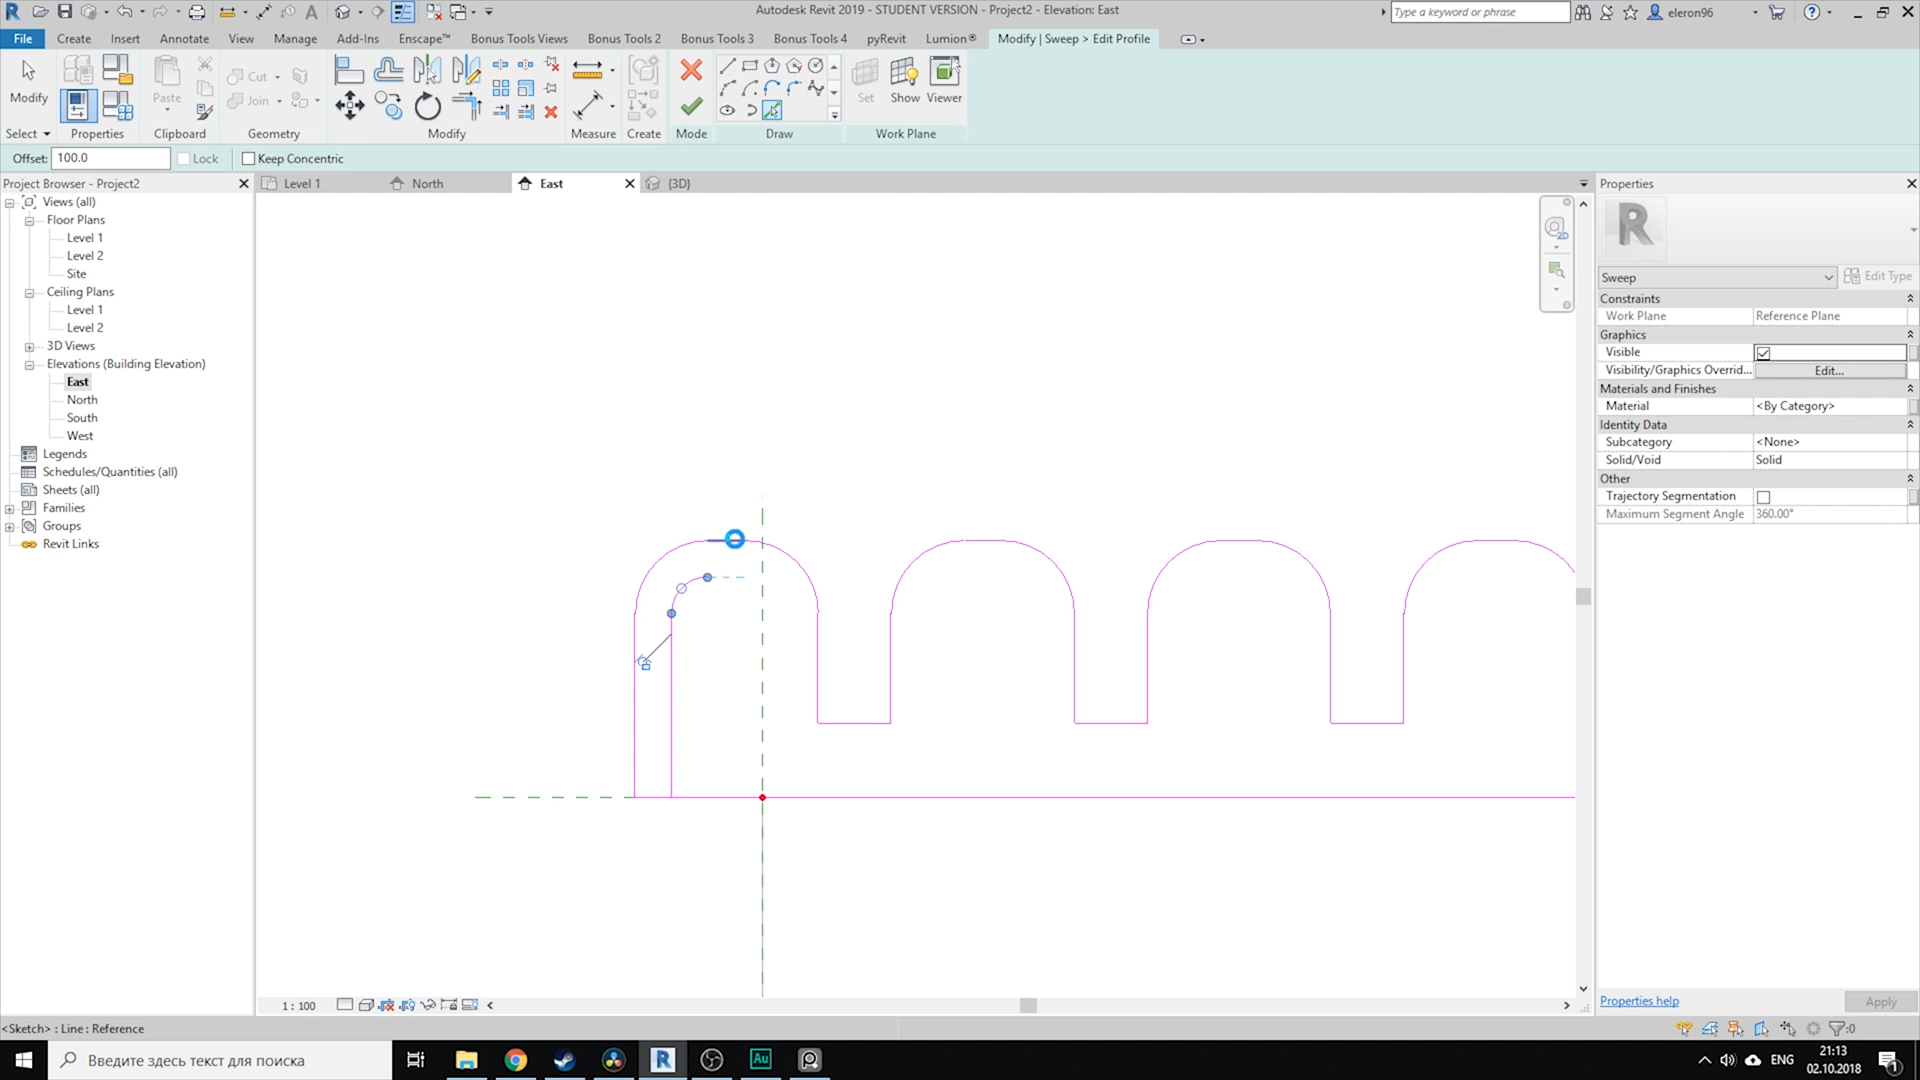 Autodesk Revit 2019 - STUDENT VERSION - Project2 - Elevation: East
Type a keyword or phrase
eleron96
File Create Insert Annotate View Manage Add-Ins Enscape™ Bonus Tools Views Bonus Tools 2 Bonus Tools 3 Bonus Tools 4 pyRevit Lumion® Modify | Sweep > Edit Profile
Modify
Paste
Cut
Join
Set Show Viewer
Select Properties Clipboard Geometry Modify Measure Create Mode Draw Work Plane
Offset: 100.0 Lock Keep Concentric
Project Browser - Project2
Level 1 North East {3D}
Properties
Views (all)
Floor Plans
Level 1
Level 2
Site
Ceiling Plans
Level 1
Level 2
3D Views
Elevations (Building Elevation)
East
North
South
West
Legends
Schedules/Quantities (all)
Sheets (all)
Families
Groups
Revit Links
2D
R
Sweep Edit Type
Constraints
Work Plane Reference Plane
Graphics
Visible
Visibility/Graphics Overrid... Edit...
Materials and Finishes
Material <By Category>
Identity Data
Subcategory <None>
Solid/Void Solid
Other
Trajectory Segmentation
Maximum Segment Angle 360.00°
1 : 100
Properties help Apply
<Sketch> : Line : Reference
:0
Введите здесь текст для поиска
R
Au
ENG
21:13
02.10.2018
1